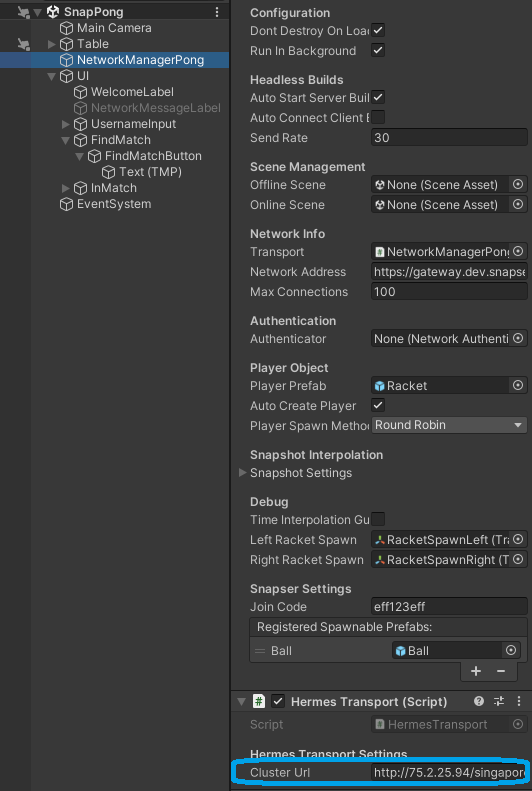 SnapPong
Main Camera
Table
NetworkManagerPong
UI
WelcomeLabel
NetworkMessageLabel
UsernameInput
FindMatch
FindMatchButton
Text (TMP)
InMatch
EventSystem
Configuration
Dont Destroy On Loa
Run In Background
Headless Builds
Auto Start Server Buil
Auto Connect Client B
Send Rate 30
Scene Management
Offline Scene None (Scene Asset)
Online Scene None (Scene Asset)
Network Info
Transport NetworkManagerPong
Network Address https://gateway.dev.snapse
Max Connections 100
Authentication
Authenticator None (Network Authenti
Player Object
Player Prefab Racket
Auto Create Player
Player Spawn Method Round Robin
Snapshot Interpolation
Snapshot Settings
Debug
Time Interpolation Gu
Left Racket Spawn RacketSpawnLeft (Tra
Right Racket Spawn RacketSpawnRight (T
Snapser Settings
Join Code eff123eff
Registered Spawnable Prefabs:
Ball Ball
+ −
# Hermes Transport (Script)
Script # HermesTransport
Hermes Transport Settings
Cluster Url http://75.2.25.94/singapore